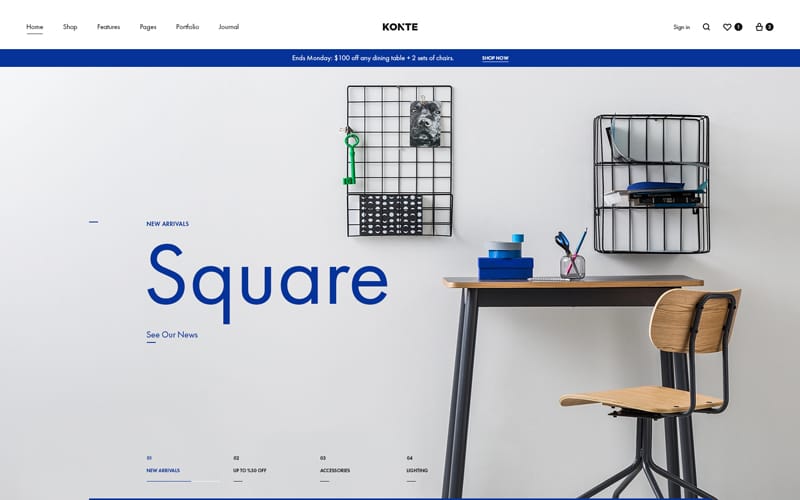 Home Shop Features Pages Portfolio Journal KONTE Sign in 1 2
Ends Monday: $100 off any dining table + 2 sets of chairs. SHOP NOW
NEW ARRIVALS
Square
See Our News
01 02 03 04
NEW ARRIVALS UP TO %50 OFF ACCESSORIES LIGHTING